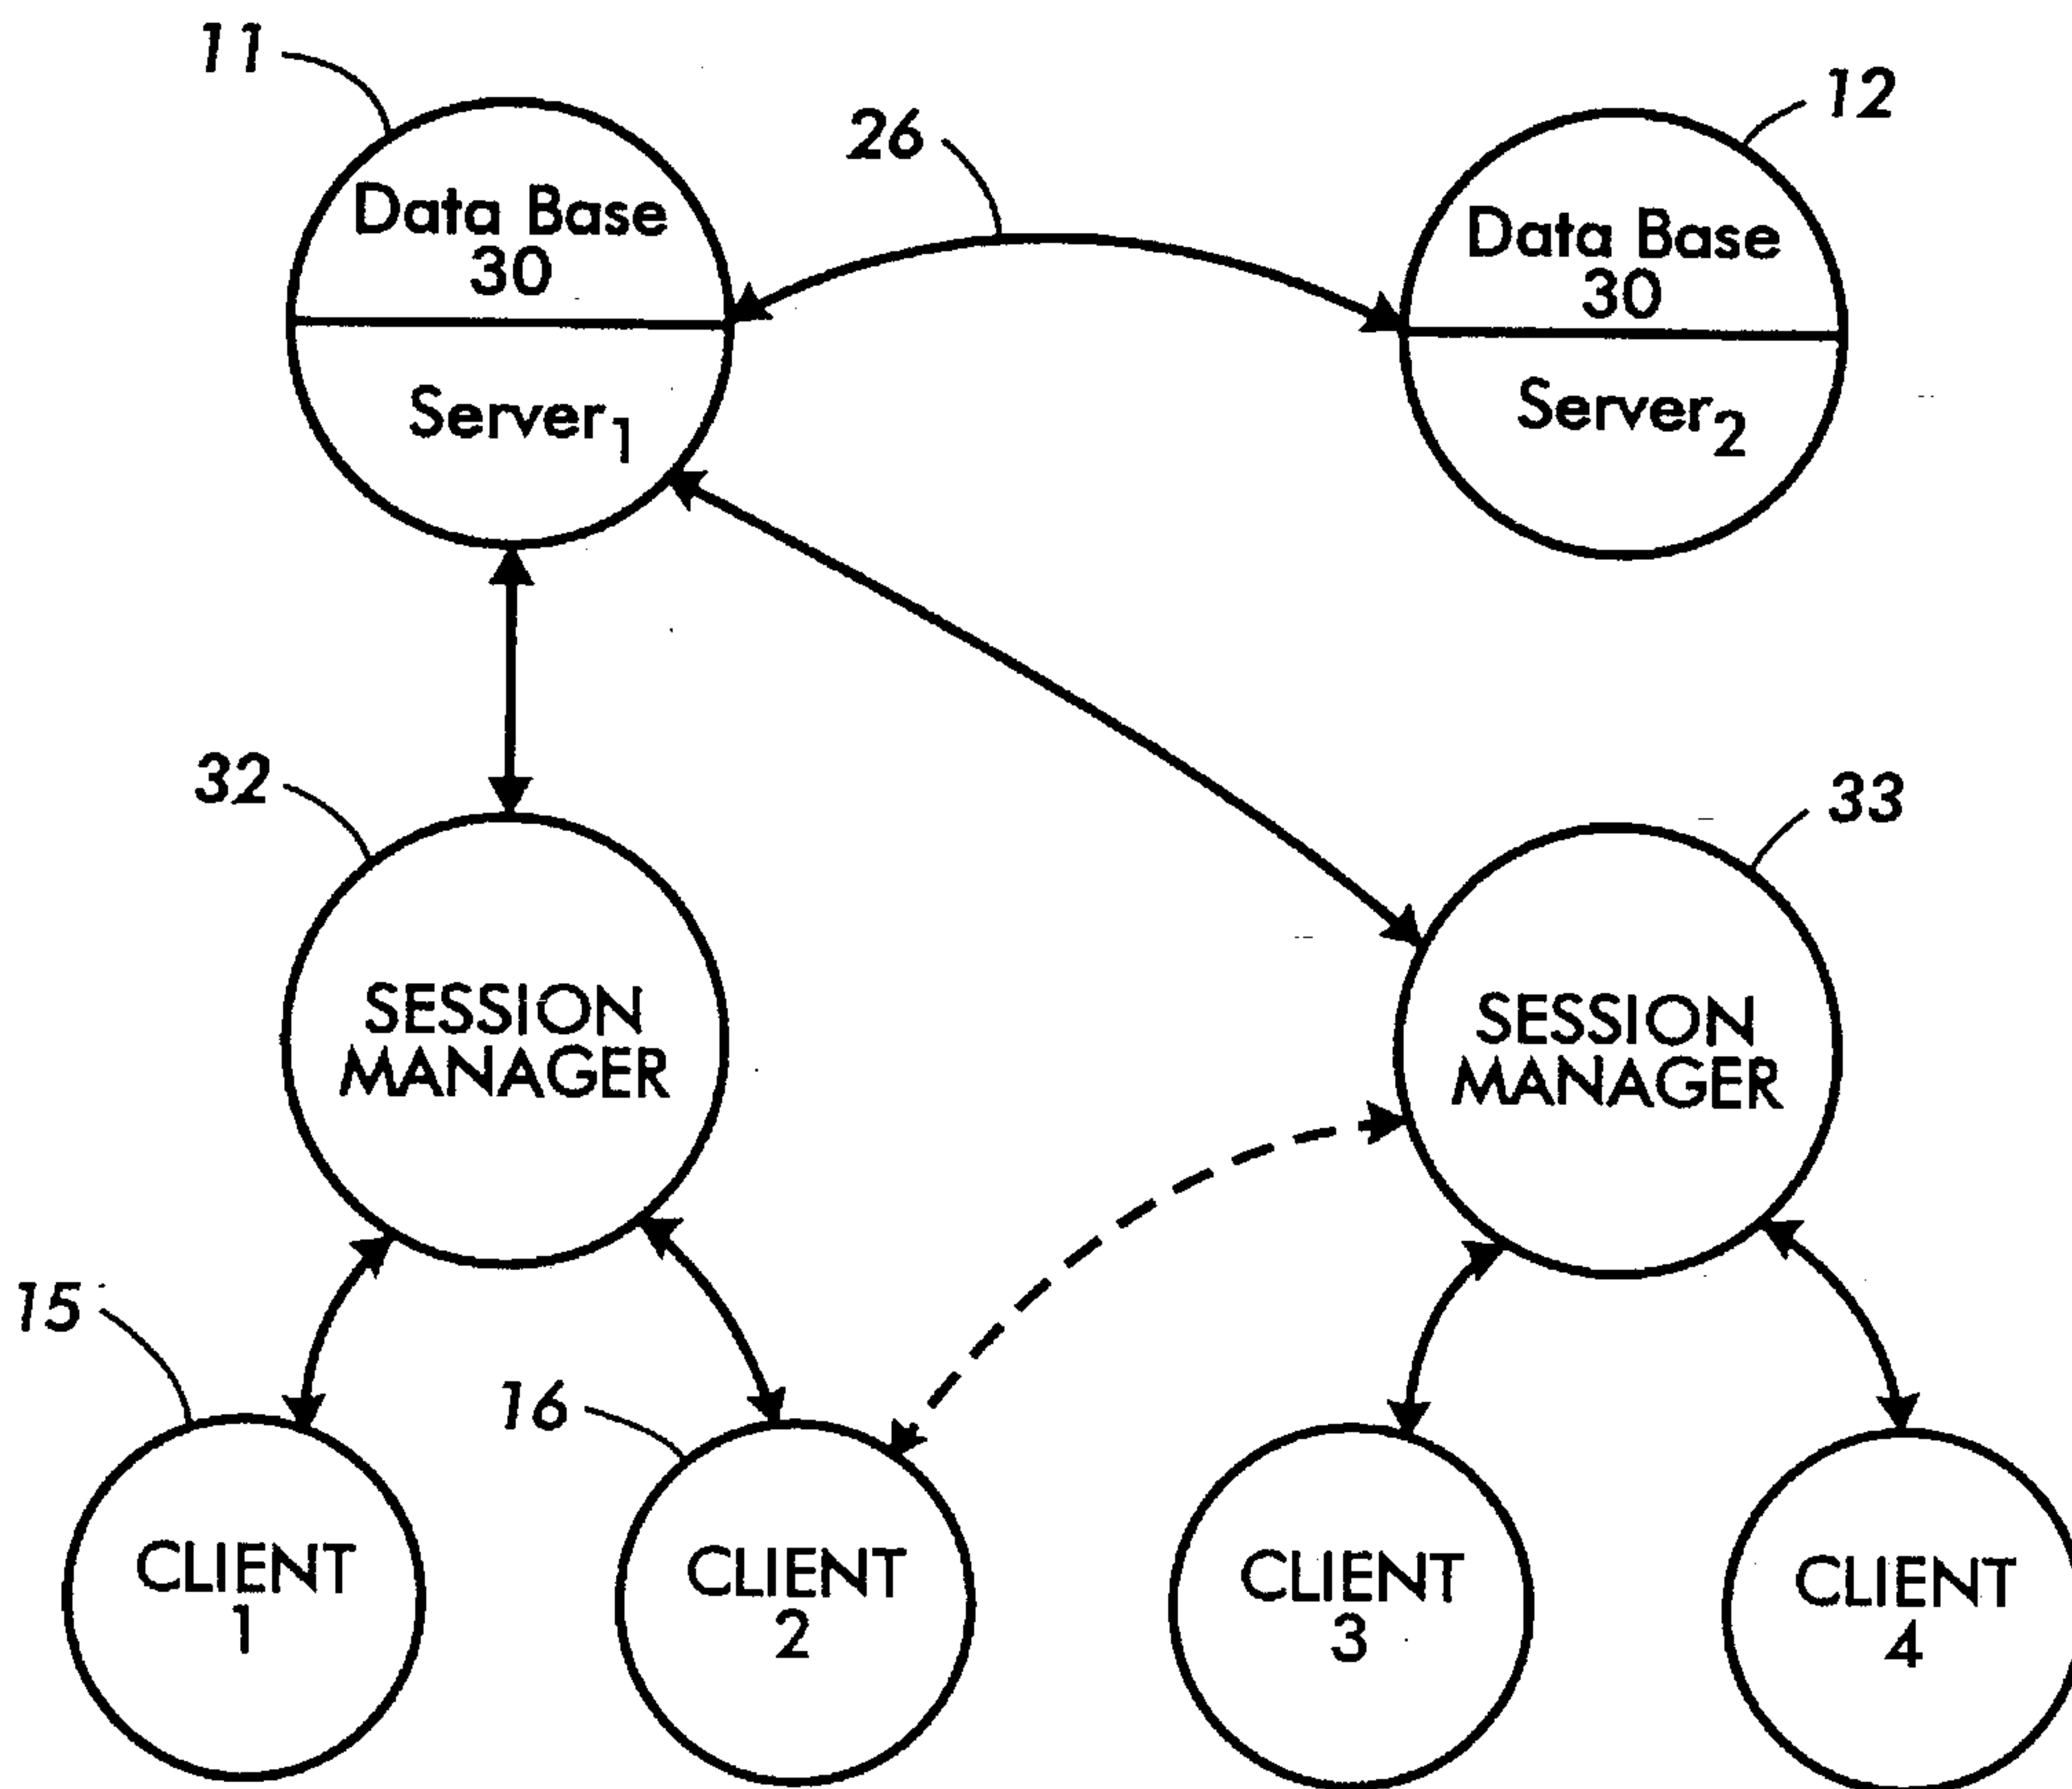 11
26
12
Data Base
30
Server1
Data Base
30
Server2
32
33
SESSION
MANAGER
SESSION
MANAGER
15
16
CLIENT
1
CLIENT
2
CLIENT
3
CLIENT
4